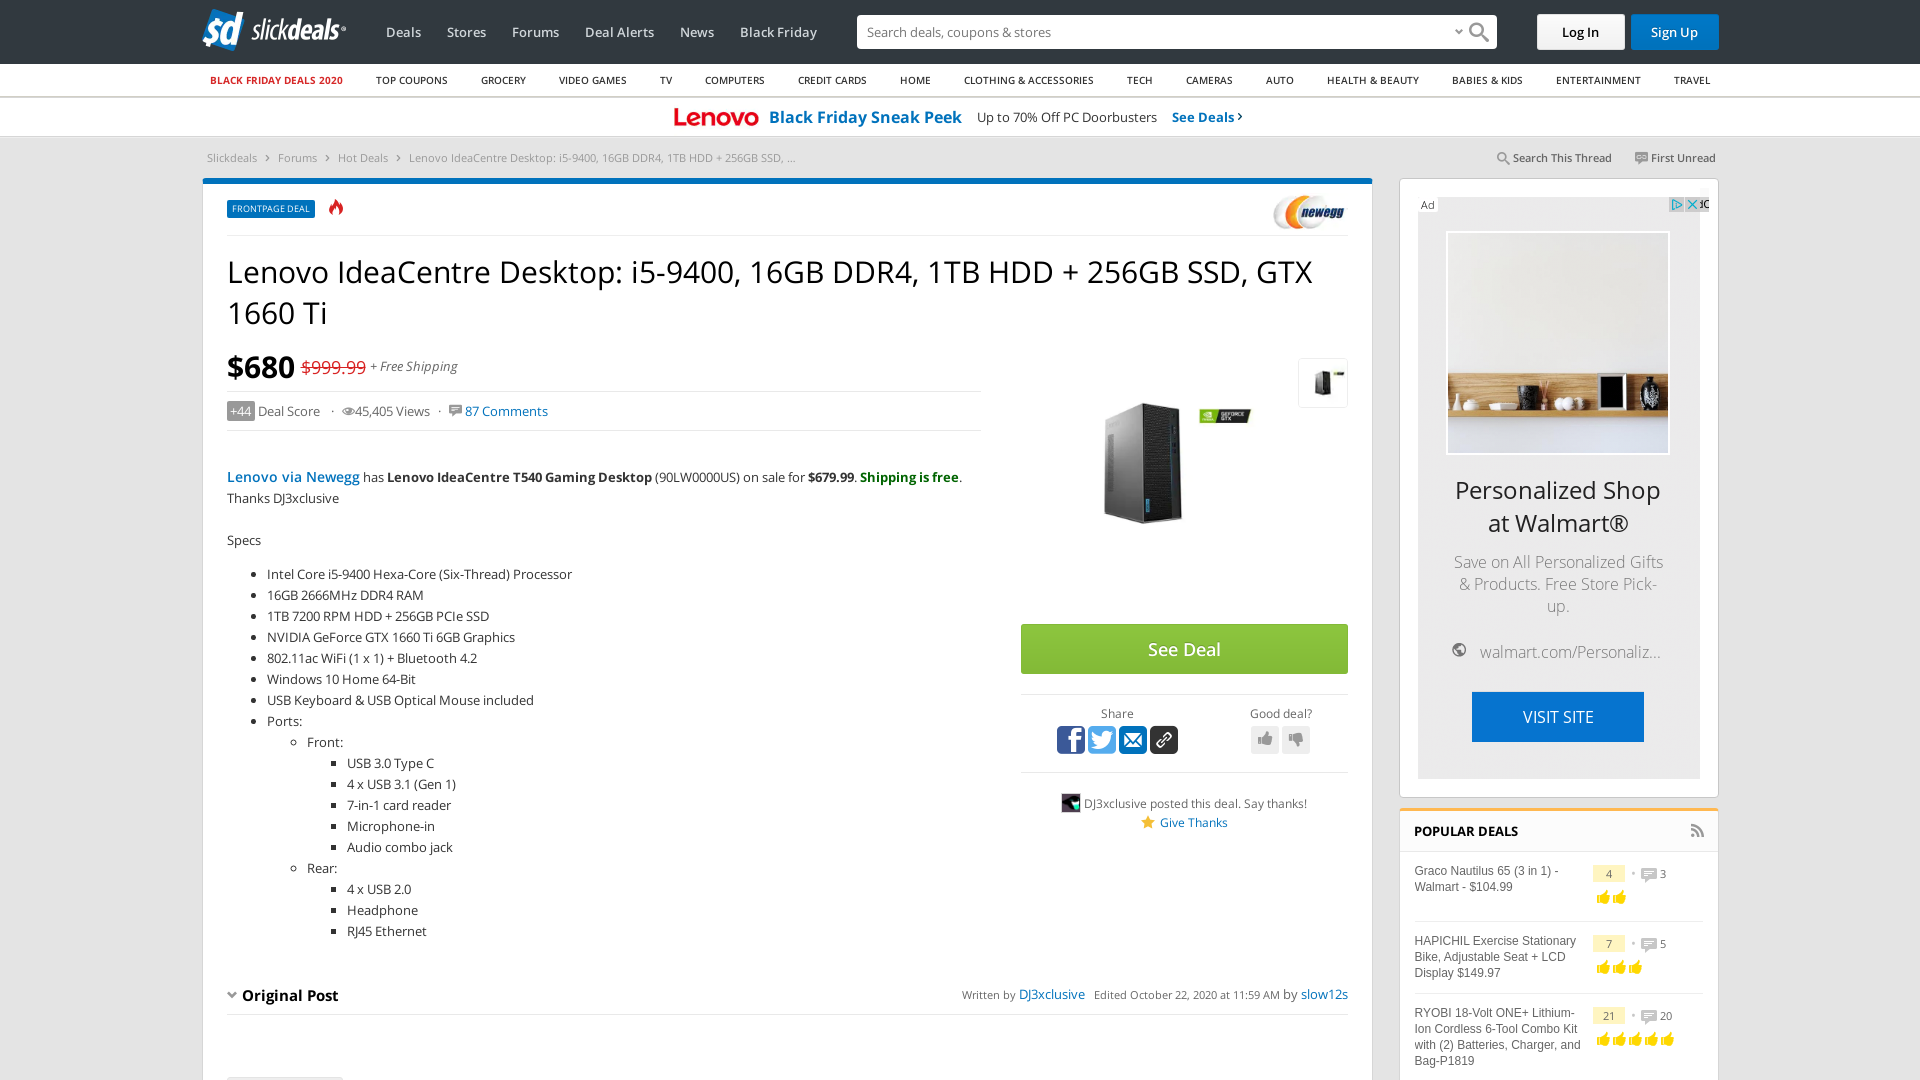 slickdeals
Deals
Stores
Forums
Deal Alerts
News
Black Friday
Search deals, coupons & stores
Log In
Sign Up
BLACK FRIDAY DEALS 2020
TOP COUPONS
GROCERY
VIDEO GAMES
TV
COMPUTERS
CREDIT CARDS
HOME
CLOTHING & ACCESSORIES
TECH
CAMERAS
AUTO
HEALTH & BEAUTY
BABIES & KIDS
ENTERTAINMENT
TRAVEL
Lenovo Black Friday Sneak Peek Up to 70% Off PC Doorbusters See Deals ›
Slickdeals › Forums › Hot Deals › Lenovo IdeaCentre Desktop: i5-9400, 16GB DDR4, 1TB HDD + 256GB SSD, ...
Search This Thread
First Unread
FRONTPAGE DEAL
newegg
Lenovo IdeaCentre Desktop: i5-9400, 16GB DDR4, 1TB HDD + 256GB SSD, GTX
1660 Ti
$680 $999.99 + Free Shipping
+44 Deal Score · 45,405 Views · 87 Comments
Lenovo via Newegg has Lenovo IdeaCentre T540 Gaming Desktop (90LW0000US) on sale for $679.99. Shipping is free.
Thanks DJ3xclusive
Specs
Intel Core i5-9400 Hexa-Core (Six-Thread) Processor
16GB 2666MHz DDR4 RAM
1TB 7200 RPM HDD + 256GB PCIe SSD
NVIDIA GeForce GTX 1660 Ti 6GB Graphics
802.11ac WiFi (1 x 1) + Bluetooth 4.2
Windows 10 Home 64-Bit
USB Keyboard & USB Optical Mouse included
Ports:
Front:
USB 3.0 Type C
4 x USB 3.1 (Gen 1)
7-in-1 card reader
Microphone-in
Audio combo jack
Rear:
4 x USB 2.0
Headphone
RJ45 Ethernet
See Deal
Share
Good deal?
DJ3xclusive posted this deal. Say thanks!
Give Thanks
Original Post
Written by DJ3xclusive Edited October 22, 2020 at 11:59 AM by slow12s
Ad
Personalized Shop
at Walmart®
Save on All Personalized Gifts
& Products. Free Store Pick-
up.
walmart.com/Personaliz...
VISIT SITE
POPULAR DEALS
Graco Nautilus 65 (3 in 1) -
Walmart - $104.99
4 • 3
HAPICHIL Exercise Stationary
Bike, Adjustable Seat + LCD
Display $149.97
7 • 5
RYOBI 18-Volt ONE+ Lithium-
Ion Cordless 6-Tool Combo Kit
with (2) Batteries, Charger, and
Bag-P1819
21 • 20